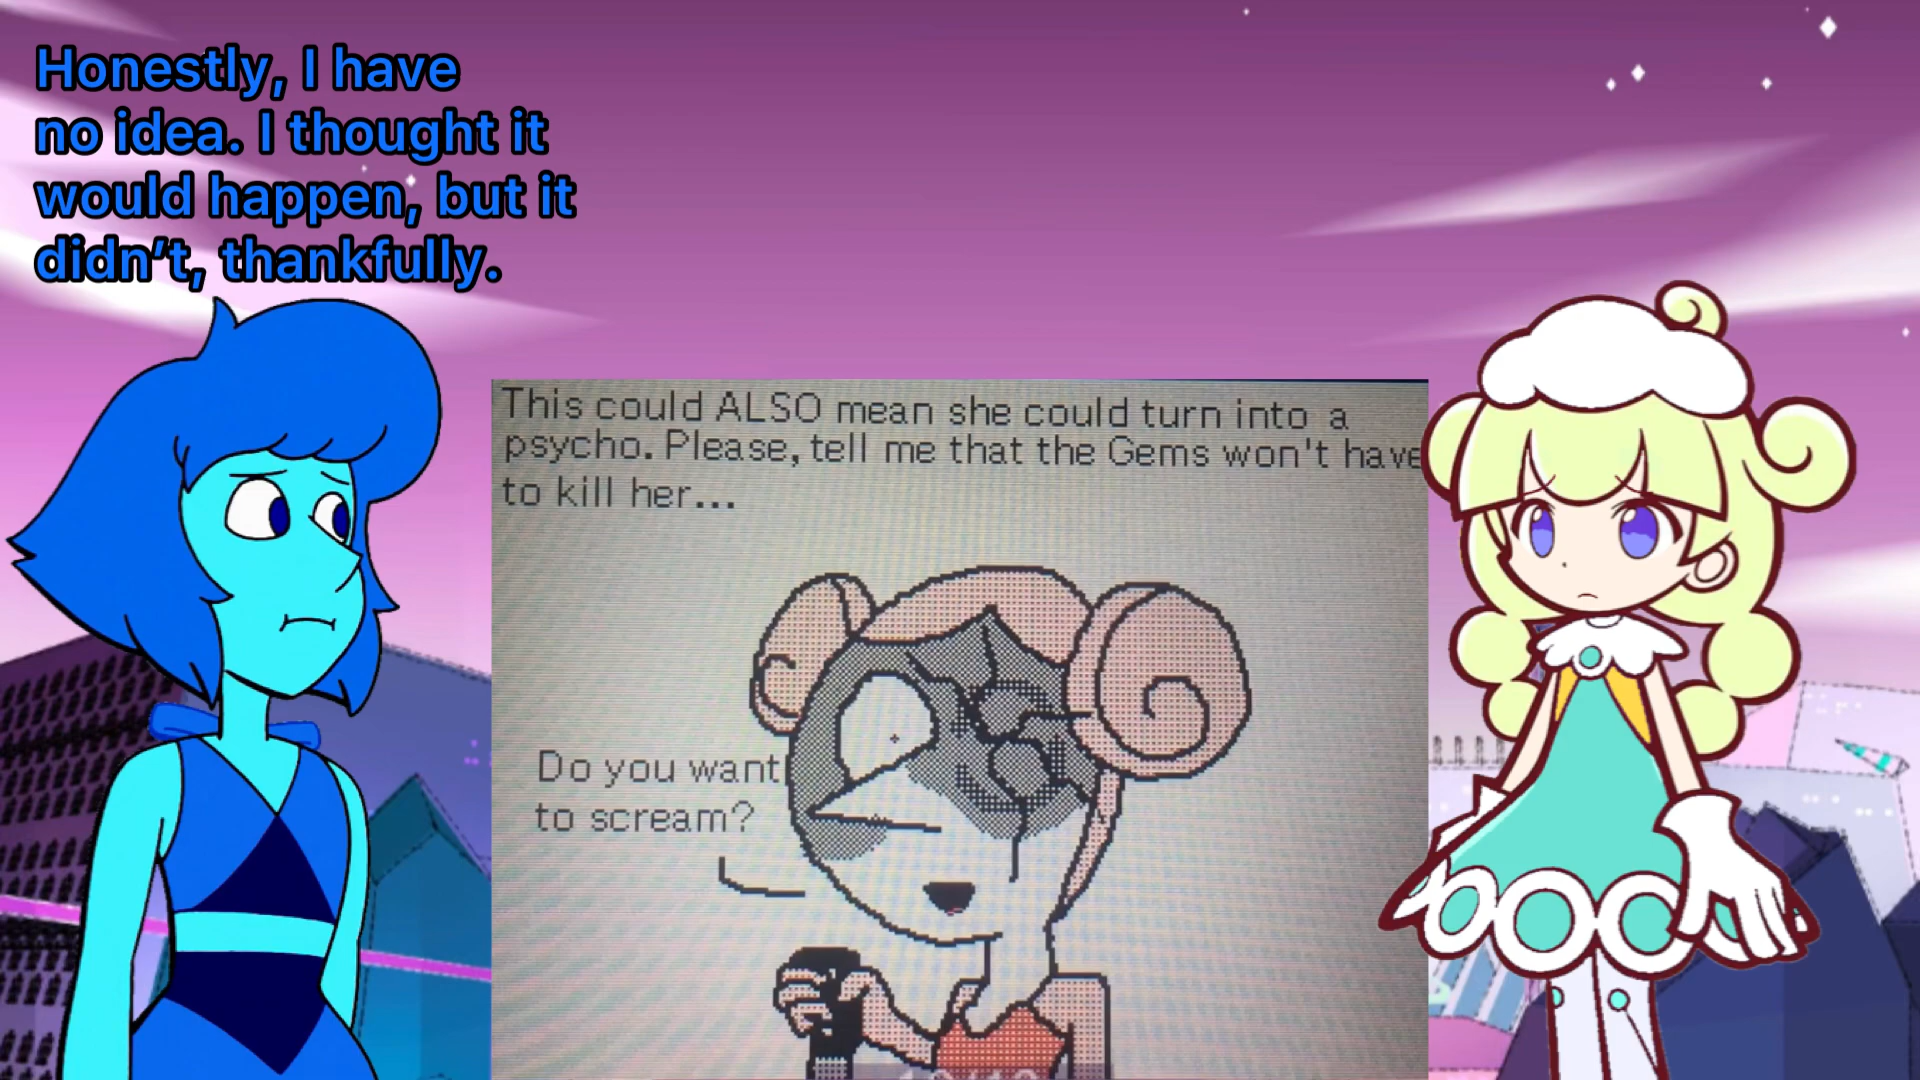 Honestly, I have
no idea. I thought it
would happen, but it
didn't, thankfully.
This could ALSO mean she could turn into a
psycho. Please, tell me that the Gems won't have
to kill her...
Do you want
to scream?